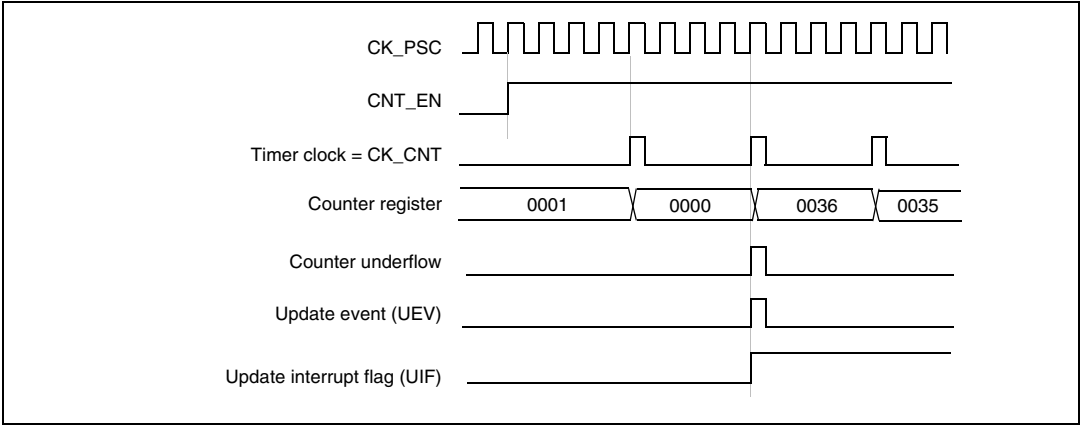 CK_PSC
CNT_EN
Timer clock = CK_CNT
Counter register 0001 0000 0036 0035
Counter underflow
Update event (UEV)
Update interrupt flag (UIF)